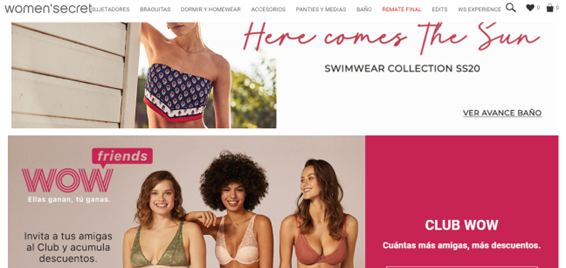 women'secret SUJETADORES BRAGUITAS DORMIR Y HOMEWEAR ACCESORIOS PANTIES Y MEDIAS BAÑO REMATE FINAL EDITS WS EXPERIENCE 0 0
Here comes the Sun
SWIMWEAR COLLECTION SS20
VER AVANCE BAÑO
friends
WOW
Ellas ganan, tú ganas.
Invita a tus amigas
al Club y acumula
descuentos.
CLUB WOW
Cuántas más amigas, más descuentos.